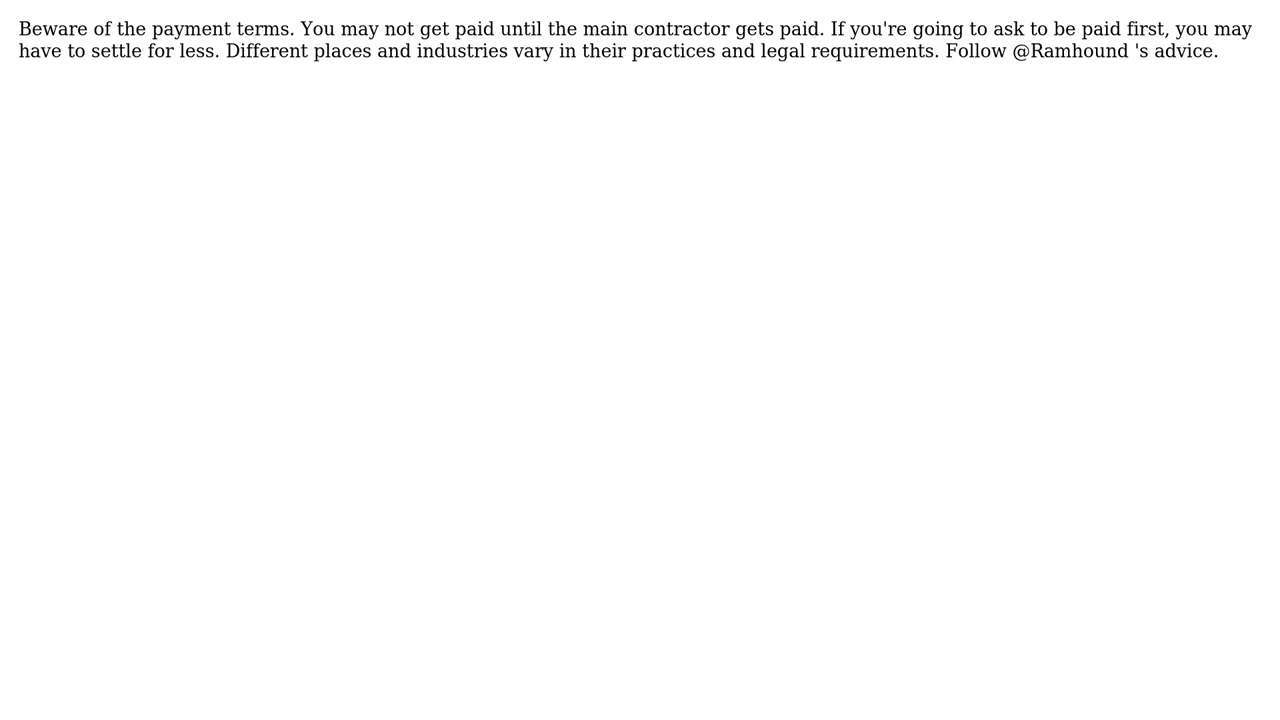 Beware of the payment terms. You may not get paid until the main contractor gets paid. If you're going to ask to be paid first, you may
have to settle for less. Different places and industries vary in their practices and legal requirements. Follow @Ramhound 's advice.